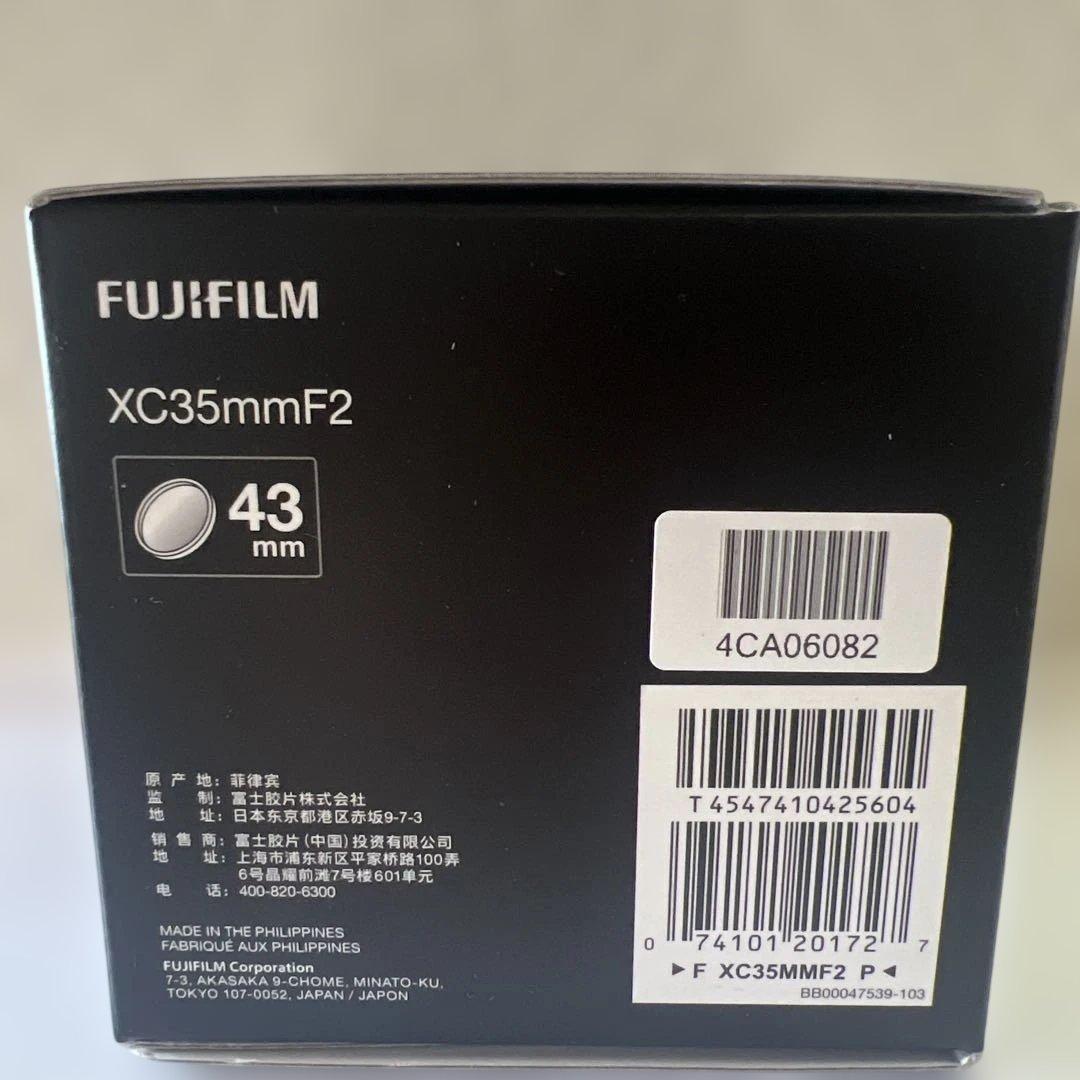 FUJIFILM
XC35mmF2
43
mm
4CA06082
T 4547410425604
0 74101 20172 7
►F XC35MMF2 P◄
BB00047539-103
原产地: 菲律宾
监制: 富士胶片株式会社
地址: 日本东京都港区赤坂9-7-3
销售商: 富士胶片(中国)投资有限公司
地址: 上海市浦东新区平家桥路100弄
6号晶耀前滩7号楼601单元
电话: 400-820-6300
MADE IN THE PHILIPPINES
FABRIQUÉ AUX PHILIPPINES
FUJIFILM Corporation
7-3, AKASAKA 9-CHOME, MINATO-KU,
TOKYO 107-0052, JAPAN / JAPON